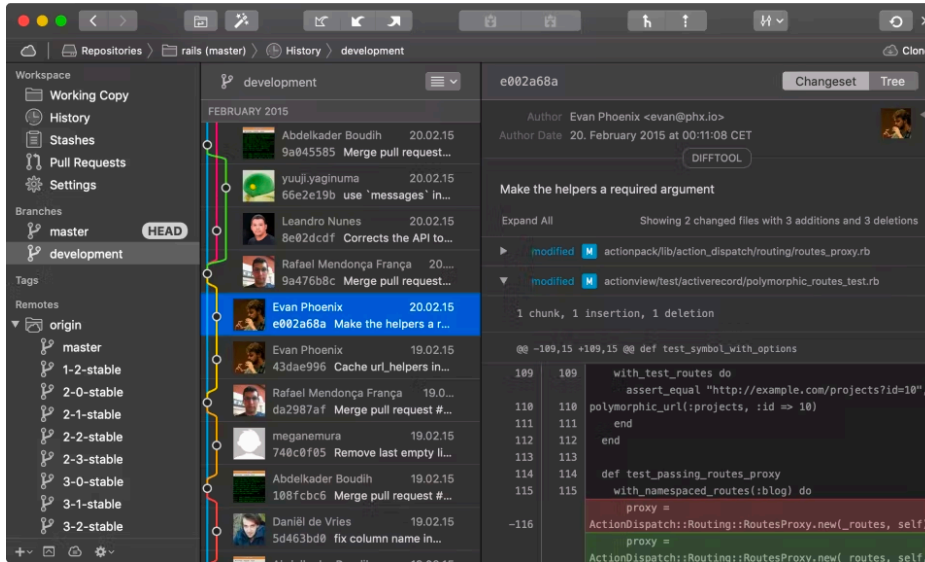 Repositories
rails (master)
History
development
Clon
Workspace
Working Copy
History
Stashes
Pull Requests
Settings
Branches
master
HEAD
development
Tags
Remotes
origin
master
1-2-stable
2-0-stable
2-1-stable
2-2-stable
2-3-stable
3-0-stable
3-1-stable
3-2-stable
development
FEBRUARY 2015
Abdelkader Boudih 20.02.15
9a045585 Merge pull request...
yuuji.yaginuma 20.02.15
66e2e19b use `messages` in...
Leandro Nunes 20.02.15
8e02dcdf Corrects the API to...
Rafael Mendonça França 20....
9a476b8c Merge pull request...
Evan Phoenix 20.02.15
e002a68a Make the helpers a r...
Evan Phoenix 19.02.15
43dae996 Cache url_helpers in...
Rafael Mendonça França 19.0...
da2987af Merge pull request #...
meganemura 19.02.15
740c0f05 Remove last empty li...
Abdelkader Boudih 19.02.15
108fcbc6 Merge pull request #...
Daniël de Vries 19.02.15
5d463bd0 fix column name in...
e002a68a
Changeset
Tree
Author Evan Phoenix <evan@phx.io>
Author Date 20. February 2015 at 00:11:08 CET
DIFFTOOL
Make the helpers a required argument
Expand All
Showing 2 changed files with 3 additions and 3 deletions
modified M actionpack/lib/action_dispatch/routing/routes_proxy.rb
modified M actionview/test/activerecord/polymorphic_routes_test.rb
1 chunk, 1 insertion, 1 deletion
@@ -109,15 +109,15 @@ def test_symbol_with_options
109 109 with_test_routes do
assert_equal "http://example.com/projects?id=10",
110 110 polymorphic_url(:projects, :id => 10)
111 111 end
112 112 end
113 113
114 114 def test_passing_routes_proxy
115 115 with_namespaced_routes(:blog) do
proxy =
-116 ActionDispatch::Routing::RoutesProxy.new(_routes, self)
proxy =
ActionDispatch::Routing::RoutesProxy.new(_routes, self,